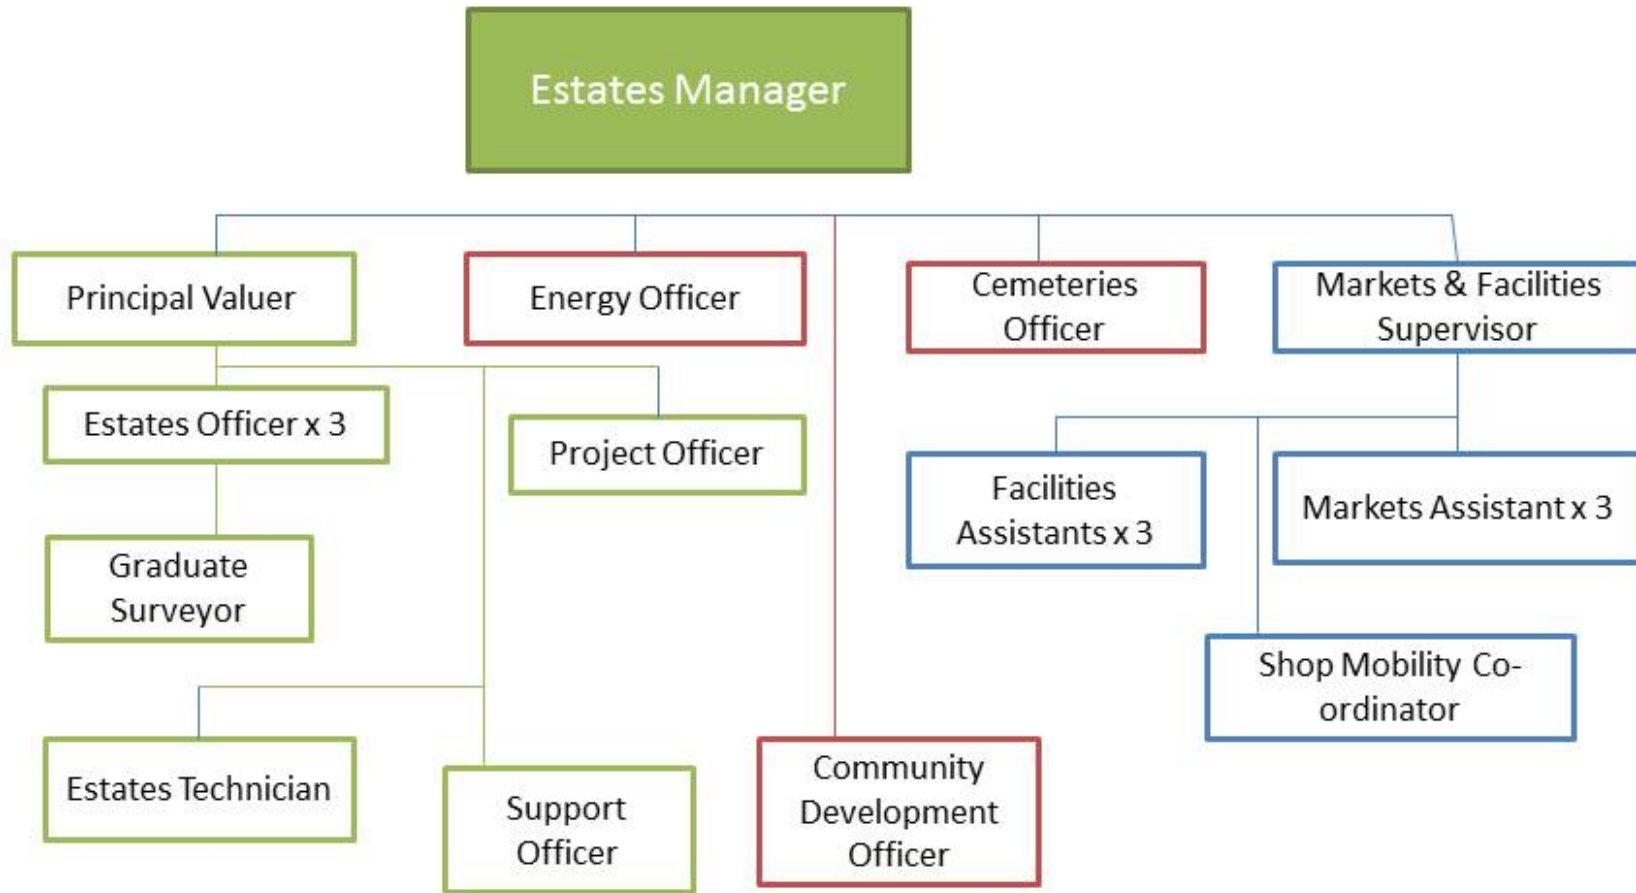 Estates Manager
Principal Valuer
Energy Officer
Cemeteries
Officer
Markets & Facilities
Supervisor
Estates Officer x 3
Project Officer
Facilities
Assistants x 3
Markets Assistant x 3
Graduate
Surveyor
Shop Mobility Co-
ordinator
Estates Technician
Support
Officer
Community
Development
Officer